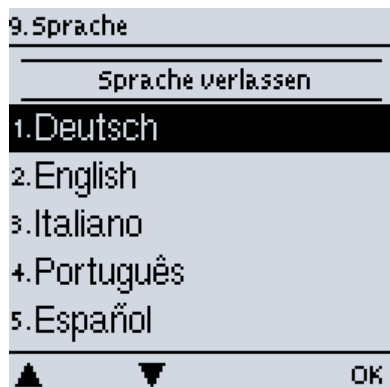 9.Sprache
Sprache verlassen
1.Deutsch
2.English
3.Italiano
4.Português
5.Español
OK